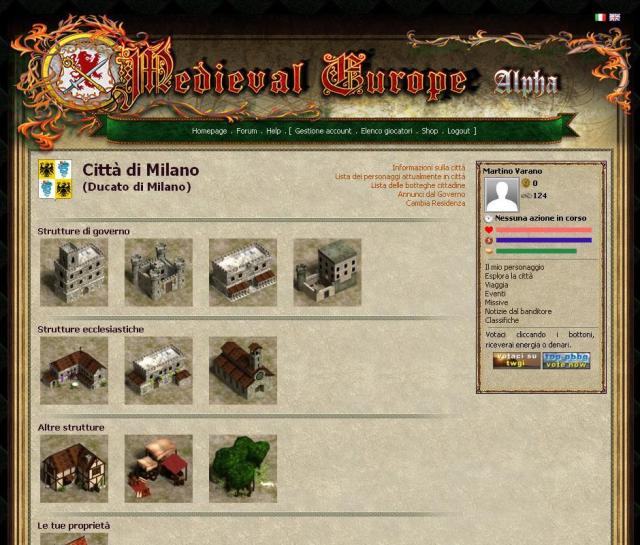 Medieval Europe Alpha
Homepage . Forum . Help . [ Gestione account . Elenco giocatori . Shop . Logout ]
Città di Milano
(Ducato di Milano)
Informazioni sulla città
Lista dei personaggi attualmente in città
Lista delle botteghe cittadine
Annunci dal Governo
Cambia Residenza
Martino Varano
0
124
Nessuna azione in corso
Il mio personaggio
Esplora la città
Viaggia
Eventi
Missive
Notizie dal banditore
Classifiche
Votaci cliccando i bottoni,
riceverai energia o denari.
votaci su
twgi
top-pbbg
vote now
Strutture di governo
Strutture ecclesiastiche
Altre strutture
Le tue proprietà